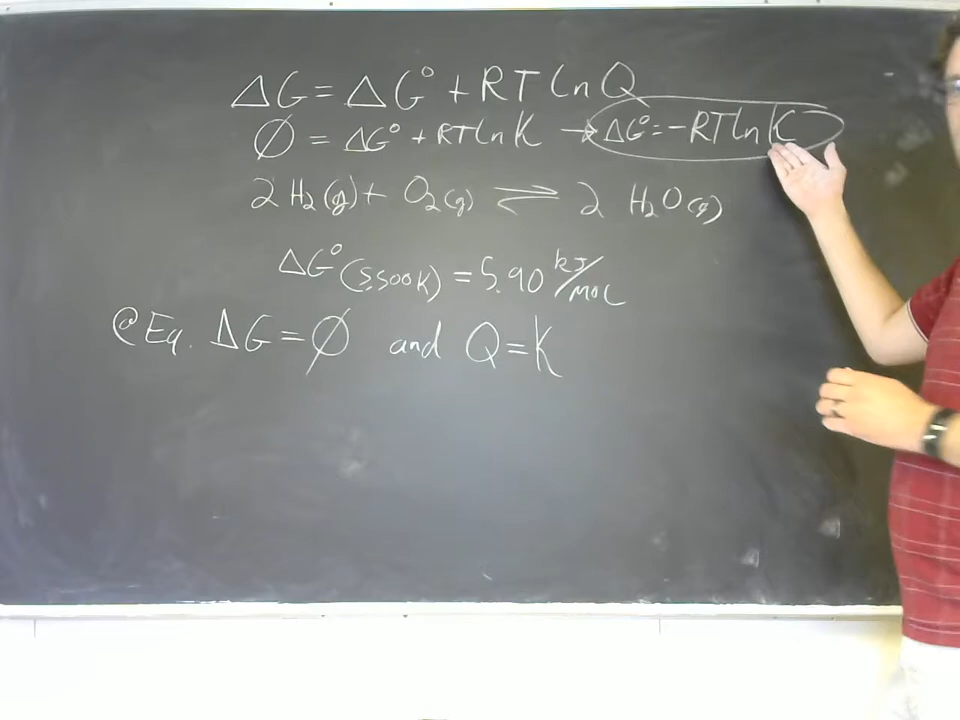 ΔG = ΔG° + RT ln Q
∅ = ΔG° + RT ln K → ΔG° = -RT ln K
2 H₂(g) + O₂(g) ⇌ 2 H₂O(g)
ΔG°(5500K) = 5.90 kJ/mol
@ Eq. ΔG = ∅ and Q = K